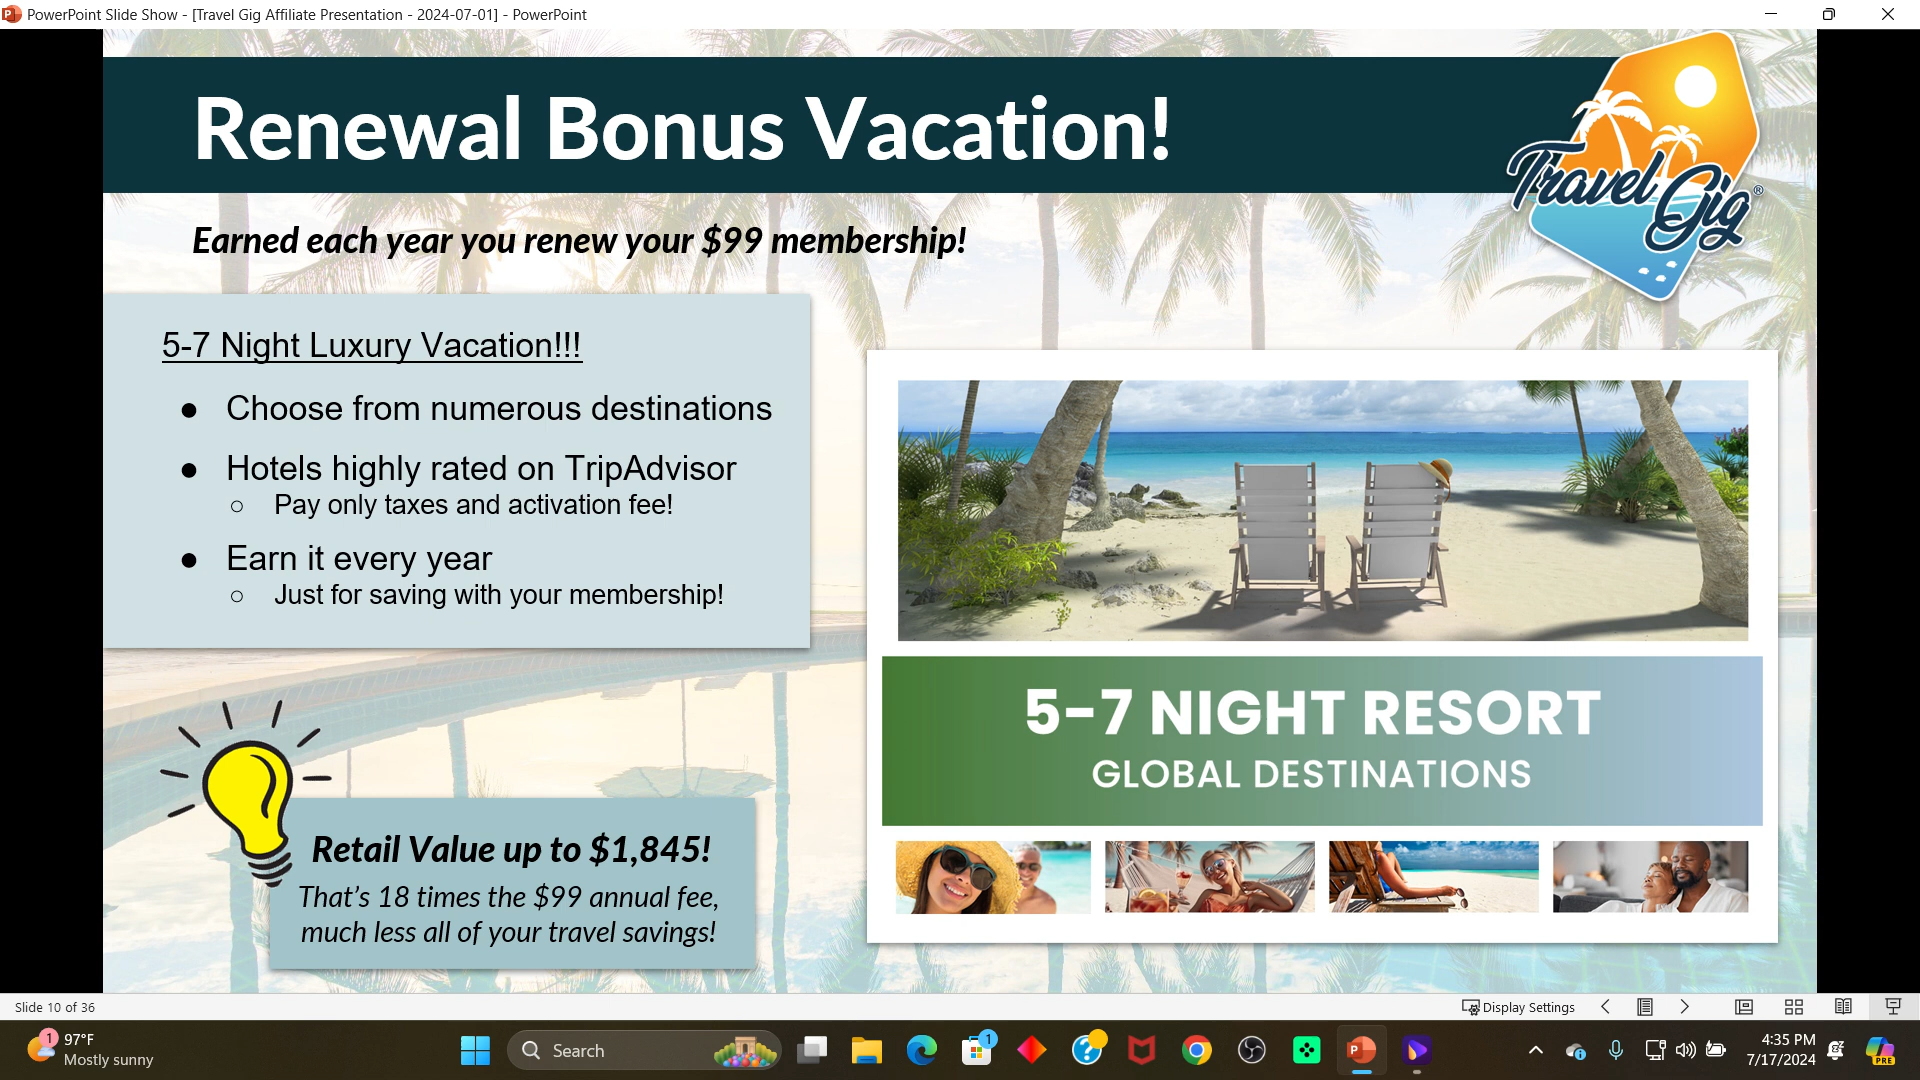 PowerPoint Slide Show - [Travel Gig Affiliate Presentation - 2024-07-01] - PowerPoint
Renewal Bonus Vacation!
Travel Gig®
Earned each year you renew your $99 membership!
5-7 Night Luxury Vacation!!!
● Choose from numerous destinations
● Hotels highly rated on TripAdvisor
○ Pay only taxes and activation fee!
● Earn it every year
○ Just for saving with your membership!
5-7 NIGHT RESORT
GLOBAL DESTINATIONS
Retail Value up to $1,845!
That's 18 times the $99 annual fee,
much less all of your travel savings!
Slide 10 of 36
Display Settings
1
97°F
Mostly sunny
Search
1
4:35 PM
7/17/2024
PRE